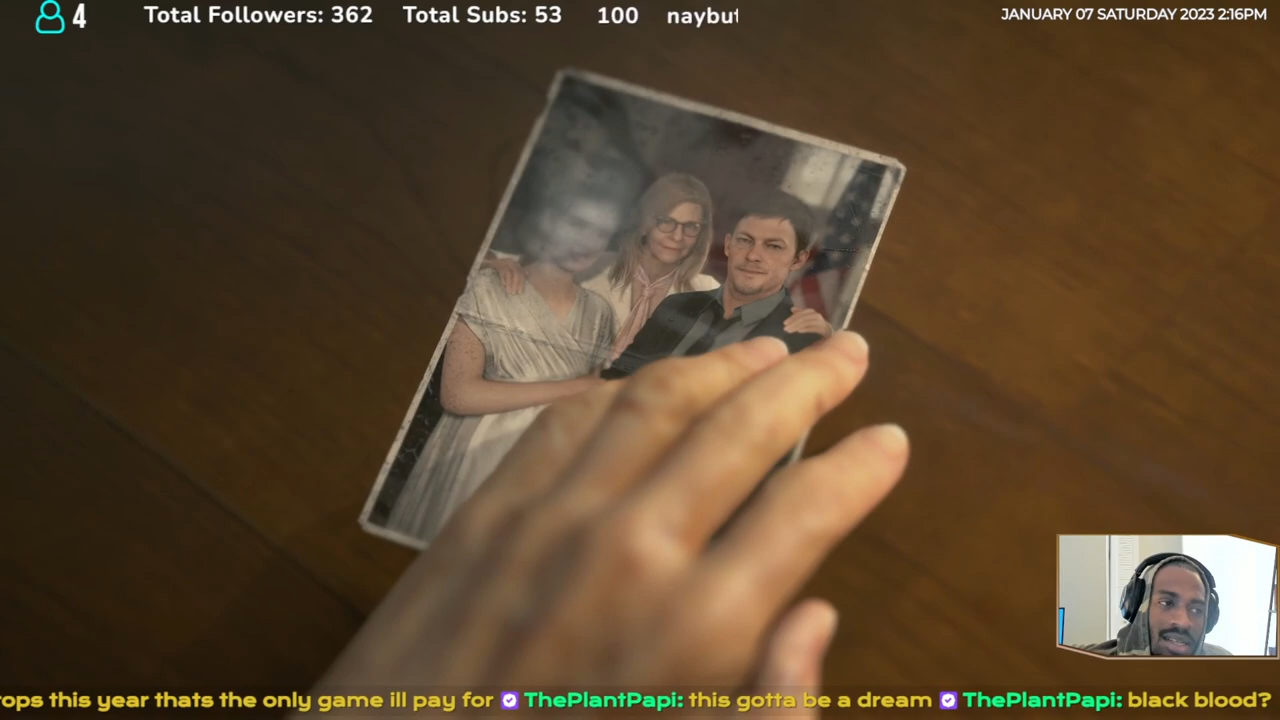 4 Total Followers: 362 Total Subs: 53 100 naybut JANUARY 07 SATURDAY 2023 2:16PM
rops this year thats the only game ill pay for ThePlantPapi: this gotta be a dream ThePlantPapi: black blood?